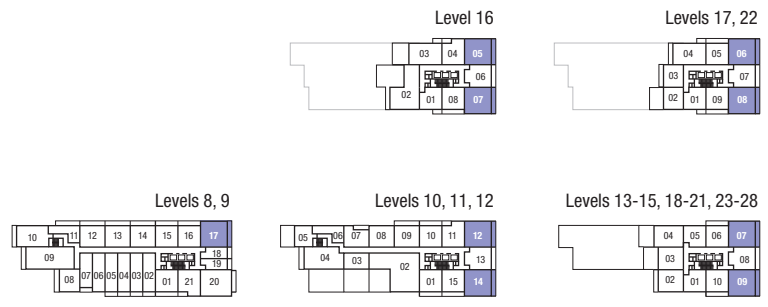 Level 16
03 04 05
06
02 01 08 07
Levels 17, 22
04 05 06
03 07
02 01 09 08
Levels 8, 9
10 11 12 13 14 15 16 17
09 18
19
08 07 06 05 04 03 02 01 21 20
Levels 10, 11, 12
05 06 07 08 09 10 11 12
04 03 02 13
01 15 14
Levels 13-15, 18-21, 23-28
04 05 06 07
03 08
02 01 10 09